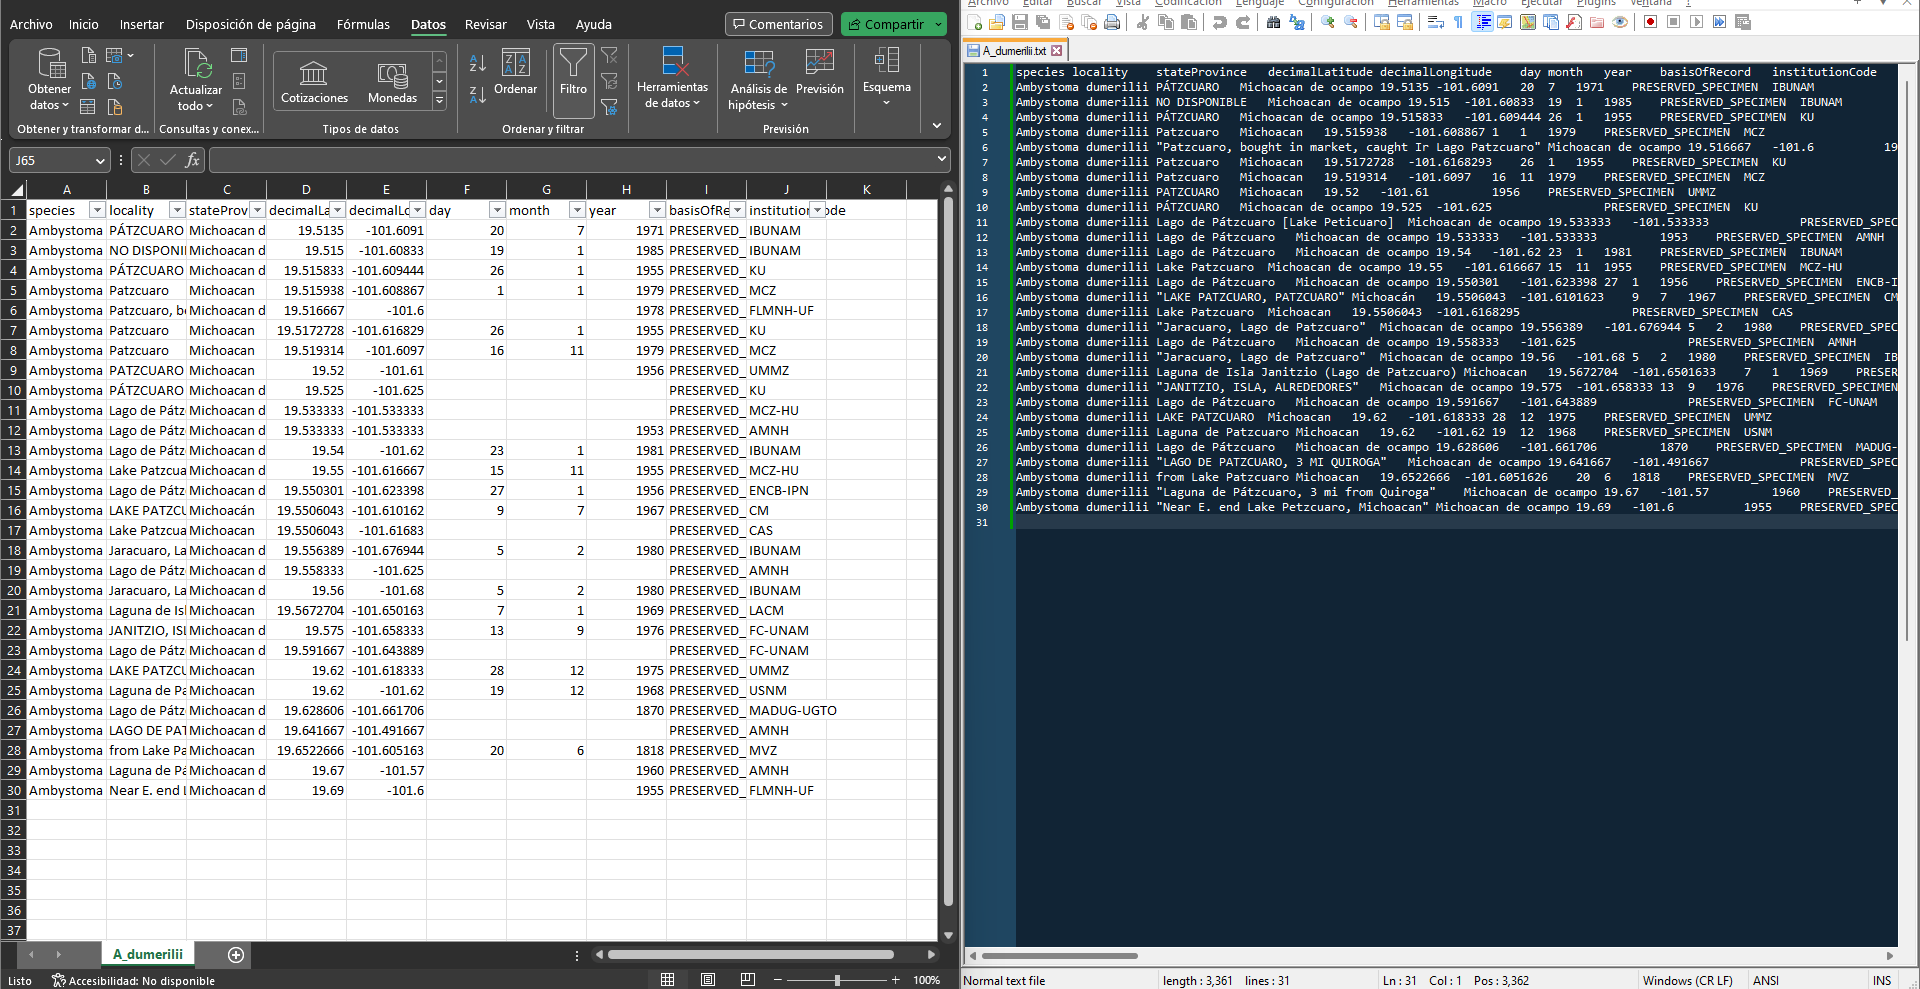 Archivo Inicio Insertar Disposición de página Fórmulas Datos Revisar Vista Ayuda Comentarios Compartir
Obtener datos
Actualizar todo
Cotizaciones Monedas
Ordenar
Filtro
Herramientas de datos
Análisis de hipótesis
Previsión
Esquema
Obtener y transformar d... Consultas y conex... Tipos de datos Ordenar y filtrar Previsión
J65 fx
A B C D E F G H I J K
1 species locality stateProv decimalLa decimalLo day month year basisOfRe institution ode
2 Ambystoma PÁTZCUARO Michoacan d 19.5135 -101.6091 20 7 1971 PRESERVED_ IBUNAM
3 Ambystoma NO DISPONI Michoacan d 19.515 -101.60833 19 1 1985 PRESERVED_ IBUNAM
4 Ambystoma PÁTZCUARO Michoacan d 19.515833 -101.609444 26 1 1955 PRESERVED_ KU
5 Ambystoma Patzcuaro Michoacan 19.515938 -101.608867 1 1 1979 PRESERVED_ MCZ
6 Ambystoma Patzcuaro, b Michoacan d 19.516667 -101.6 1978 PRESERVED_ FLMNH-UF
7 Ambystoma Patzcuaro Michoacan 19.5172728 -101.616829 26 1 1955 PRESERVED_ KU
8 Ambystoma Patzcuaro Michoacan 19.519314 -101.6097 16 11 1979 PRESERVED_ MCZ
9 Ambystoma PATZCUARO Michoacan 19.52 -101.61 1956 PRESERVED_ UMMZ
10 Ambystoma PÁTZCUARO Michoacan d 19.525 -101.625 PRESERVED_ KU
11 Ambystoma Lago de Pátz Michoacan d 19.533333 -101.533333 PRESERVED_ MCZ-HU
12 Ambystoma Lago de Pátz Michoacan d 19.533333 -101.533333 1953 PRESERVED_ AMNH
13 Ambystoma Lago de Pátz Michoacan d 19.54 -101.62 23 1 1981 PRESERVED_ IBUNAM
14 Ambystoma Lake Patzcua Michoacan d 19.55 -101.616667 15 11 1955 PRESERVED_ MCZ-HU
15 Ambystoma Lago de Pátz Michoacan d 19.550301 -101.623398 27 1 1956 PRESERVED_ ENCB-IPN
16 Ambystoma LAKE PATZCU Michoacán 19.5506043 -101.610162 9 7 1967 PRESERVED_ CM
17 Ambystoma Lake Patzcua Michoacan 19.5506043 -101.61683 PRESERVED_ CAS
18 Ambystoma Jaracuaro, La Michoacan d 19.556389 -101.676944 5 2 1980 PRESERVED_ IBUNAM
19 Ambystoma Lago de Pátz Michoacan d 19.558333 -101.625 PRESERVED_ AMNH
20 Ambystoma Jaracuaro, La Michoacan d 19.56 -101.68 5 2 1980 PRESERVED_ IBUNAM
21 Ambystoma Laguna de Isl Michoacan 19.5672704 -101.650163 7 1 1969 PRESERVED_ LACM
22 Ambystoma JANITZIO, ISL Michoacan d 19.575 -101.658333 13 9 1976 PRESERVED_ FC-UNAM
23 Ambystoma Lago de Pátz Michoacan d 19.591667 -101.643889 PRESERVED_ FC-UNAM
24 Ambystoma LAKE PATZCU Michoacan 19.62 -101.618333 28 12 1975 PRESERVED_ UMMZ
25 Ambystoma Laguna de Pa Michoacan 19.62 -101.62 19 12 1968 PRESERVED_ USNM
26 Ambystoma Lago de Pátz Michoacan d 19.628606 -101.661706 1870 PRESERVED_ MADUG-UGTO
27 Ambystoma LAGO DE PAT Michoacan d 19.641667 -101.491667 PRESERVED_ AMNH
28 Ambystoma from Lake Pa Michoacan 19.6522666 -101.605163 20 6 1818 PRESERVED_ MVZ
29 Ambystoma Laguna de Pá Michoacan d 19.67 -101.57 1960 PRESERVED_ AMNH
30 Ambystoma Near E. end L Michoacan d 19.69 -101.6 1955 PRESERVED_ FLMNH-UF
31
32
33
34
35
36
37
A_dumerilii
Listo Accesibilidad: No disponible 100%
Archivo Editar Buscar Vista Codificación Lenguaje Configuración Herramientas Macro Ejecutar Plugins Ventana ?
A_dumerilii.txt
1 species locality stateProvince decimalLatitude decimalLongitude day month year basisOfRecord institutionCode
2 Ambystoma dumerilii PÁTZCUARO Michoacan de ocampo 19.5135 -101.6091 20 7 1971 PRESERVED_SPECIMEN IBUNAM
3 Ambystoma dumerilii NO DISPONIBLE Michoacan de ocampo 19.515 -101.60833 19 1 1985 PRESERVED_SPECIMEN IBUNAM
4 Ambystoma dumerilii PÁTZCUARO Michoacan de ocampo 19.515833 -101.609444 26 1 1955 PRESERVED_SPECIMEN KU
5 Ambystoma dumerilii Patzcuaro Michoacan 19.515938 -101.608867 1 1 1979 PRESERVED_SPECIMEN MCZ
6 Ambystoma dumerilii "Patzcuaro, bought in market, caught Ir Lago Patzcuaro" Michoacan de ocampo 19.516667 -101.6 19
7 Ambystoma dumerilii Patzcuaro Michoacan 19.5172728 -101.6168293 26 1 1955 PRESERVED_SPECIMEN KU
8 Ambystoma dumerilii Patzcuaro Michoacan 19.519314 -101.6097 16 11 1979 PRESERVED_SPECIMEN MCZ
9 Ambystoma dumerilii PATZCUARO Michoacan 19.52 -101.61 1956 PRESERVED_SPECIMEN UMMZ
10 Ambystoma dumerilii PÁTZCUARO Michoacan de ocampo 19.525 -101.625 PRESERVED_SPECIMEN KU
11 Ambystoma dumerilii Lago de Pátzcuaro [Lake Peticuaro] Michoacan de ocampo 19.533333 -101.533333 PRESERVED_SPEC
12 Ambystoma dumerilii Lago de Pátzcuaro Michoacan de ocampo 19.533333 -101.533333 1953 PRESERVED_SPECIMEN AMNH
13 Ambystoma dumerilii Lago de Pátzcuaro Michoacan de ocampo 19.54 -101.62 23 1 1981 PRESERVED_SPECIMEN IBUNAM
14 Ambystoma dumerilii Lake Patzcuaro Michoacan de ocampo 19.55 -101.616667 15 11 1955 PRESERVED_SPECIMEN MCZ-HU
15 Ambystoma dumerilii Lago de Pátzcuaro Michoacan de ocampo 19.550301 -101.623398 27 1 1956 PRESERVED_SPECIMEN ENCB-I
16 Ambystoma dumerilii "LAKE PATZCUARO, PATZCUARO" Michoacán 19.5506043 -101.6101623 9 7 1967 PRESERVED_SPECIMEN CM
17 Ambystoma dumerilii Lake Patzcuaro Michoacan 19.5506043 -101.6168295 PRESERVED_SPECIMEN CAS
18 Ambystoma dumerilii "Jaracuaro, Lago de Patzcuaro" Michoacan de ocampo 19.556389 -101.676944 5 2 1980 PRESERVED_SPECIMEN
19 Ambystoma dumerilii Lago de Pátzcuaro Michoacan de ocampo 19.558333 -101.625 PRESERVED_SPECIMEN AMNH
20 Ambystoma dumerilii "Jaracuaro, Lago de Patzcuaro" Michoacan de ocampo 19.56 -101.68 5 2 1980 PRESERVED_SPECIMEN IB
21 Ambystoma dumerilii Laguna de Isla Janitzio (Lago de Patzcuaro) Michoacan 19.5672704 -101.6501633 7 1 1969 PRESER
22 Ambystoma dumerilii "JANITZIO, ISLA, ALREDEDORES" Michoacan de ocampo 19.575 -101.658333 13 9 1976 PRESERVED_SPECIMEN
23 Ambystoma dumerilii Lago de Pátzcuaro Michoacan de ocampo 19.591667 -101.643889 PRESERVED_SPECIMEN FC-UNAM
24 Ambystoma dumerilii LAKE PATZCUARO Michoacan 19.62 -101.618333 28 12 1975 PRESERVED_SPECIMEN UMMZ
25 Ambystoma dumerilii Laguna de Patzcuaro Michoacan 19.62 -101.62 19 12 1968 PRESERVED_SPECIMEN USNM
26 Ambystoma dumerilii Lago de Pátzcuaro Michoacan de ocampo 19.628606 -101.661706 1870 PRESERVED_SPECIMEN MADUG-
27 Ambystoma dumerilii "LAGO DE PATZCUARO, 3 MI QUIROGA" Michoacan de ocampo 19.641667 -101.491667 PRESERVED_SPEC
28 Ambystoma dumerilii from Lake Patzcuaro Michoacan 19.6522666 -101.6051626 20 6 1818 PRESERVED_SPECIMEN MVZ
29 Ambystoma dumerilii "Laguna de Pátzcuaro, 3 mi from Quiroga" Michoacan de ocampo 19.67 -101.57 1960 PRESERVED_
30 Ambystoma dumerilii "Near E. end Lake Petzcuaro, Michoacan" Michoacan de ocampo 19.69 -101.6 1955 PRESERVED_SPEC
31
Normal text file length : 3,361 lines : 31 Ln : 31 Col : 1 Pos : 3,362 Windows (CR LF) ANSI INS